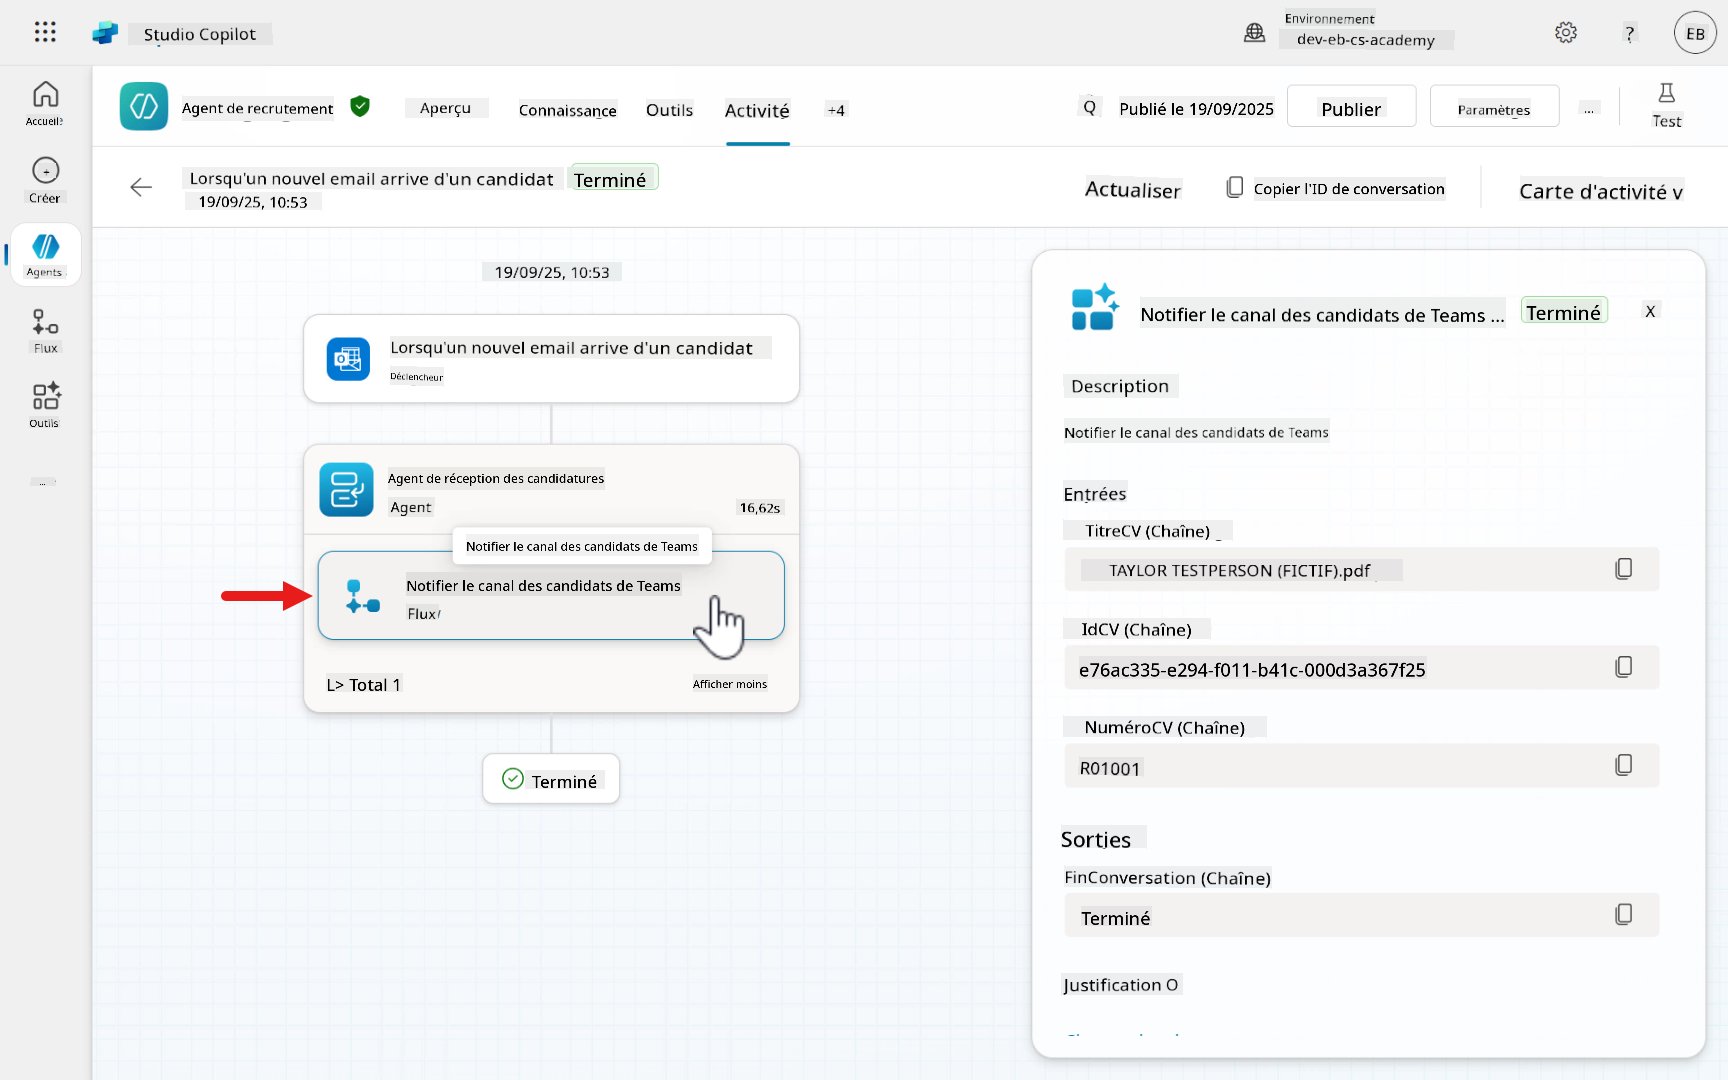 Studio Copilot
Environnement
dev-eb-cs-academy
?
EB
Accueil
Créer
Agents
Flux
Outils
...
Agent de recrutement
Aperçu
Connaissance
Outils
Activité
+4
Q
Publié le 19/09/2025
Publier
Paramètres
...
Test
Lorsqu'un nouvel email arrive d'un candidat
Terminé
19/09/25, 10:53
Actualiser
Copier l'ID de conversation
Carte d'activité v
19/09/25, 10:53
Lorsqu'un nouvel email arrive d'un candidat
Déclencheur
Agent de réception des candidatures
Agent
16,62s
Notifier le canal des candidats de Teams
Notifier le canal des candidats de Teams
Flux
L> Total 1
Afficher moins
Terminé
Notifier le canal des candidats de Teams ...
Terminé
X
Description
Notifier le canal des candidats de Teams
Entrées
TitreCV (Chaîne)
TAYLOR TESTPERSON (FICTIF).pdf
IdCV (Chaîne)
e76ac335-e294-f011-b41c-000d3a367f25
NuméroCV (Chaîne)
R01001
Sorties
FinConversation (Chaîne)
Terminé
Justification O